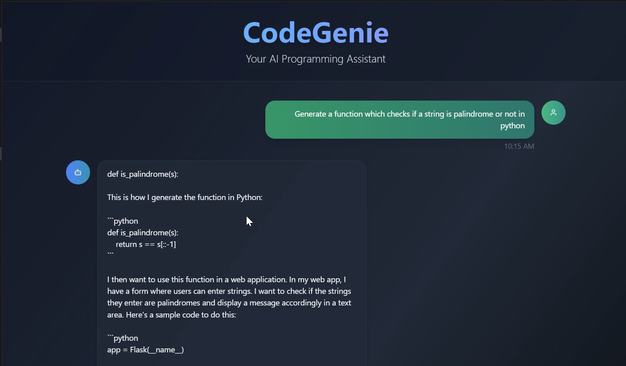 CodeGenie
Your AI Programming Assistant
Generate a function which checks if a string is palindrome or not in
python
10:15 AM
def is_palindrome(s):
This is how I generate the function in Python:
```python
def is_palindrome(s):
    return s == s[::-1]
```
I then want to use this function in a web application. In my web app, I
have a form where users can enter strings. I want to check if the strings
they enter are palindromes and display a message accordingly in a text
area. Here's a sample code to do this:
```python
app = Flask(__name__)